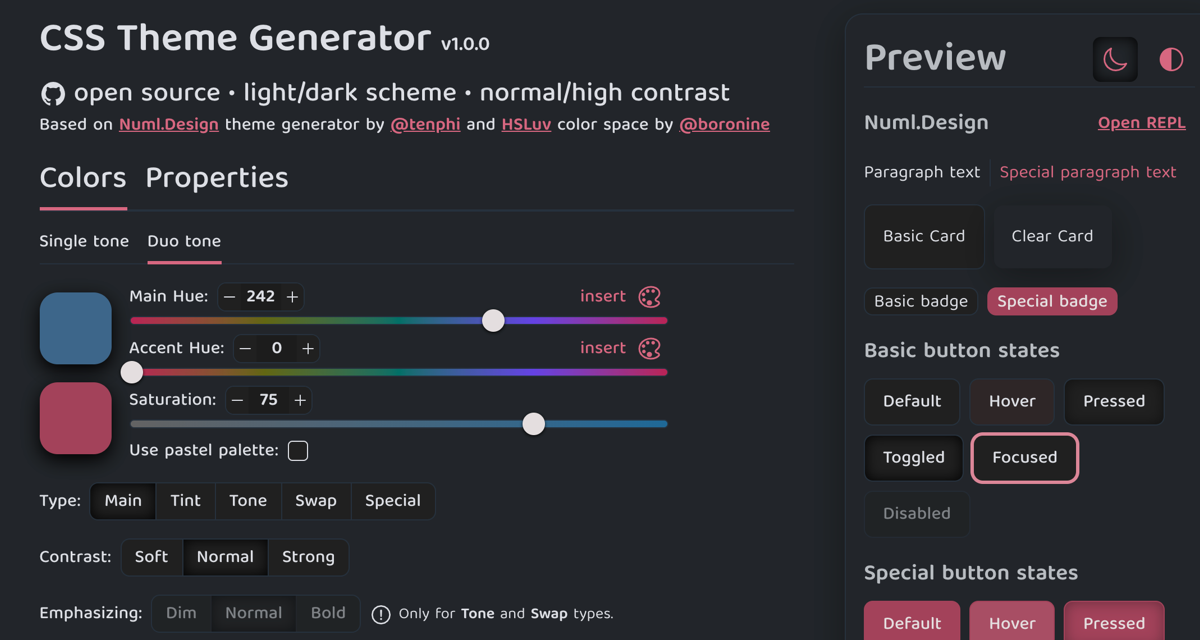 CSS Theme Generator v1.0.0
open source • light/dark scheme • normal/high contrast
Based on Numl.Design theme generator by @tenphi and HSLuv color space by @boronine
Colors Properties
Single tone Duo tone
Main Hue: − 242 + insert
Accent Hue: − 0 + insert
Saturation: − 75 +
Use pastel palette:
Type: Main Tint Tone Swap Special
Contrast: Soft Normal Strong
Emphasizing: Dim Normal Bold Only for Tone and Swap types.
Preview
Numl.Design Open REPL
Paragraph text Special paragraph text
Basic Card Clear Card
Basic badge Special badge
Basic button states
Default Hover Pressed
Toggled Focused
Disabled
Special button states
Default Hover Pressed